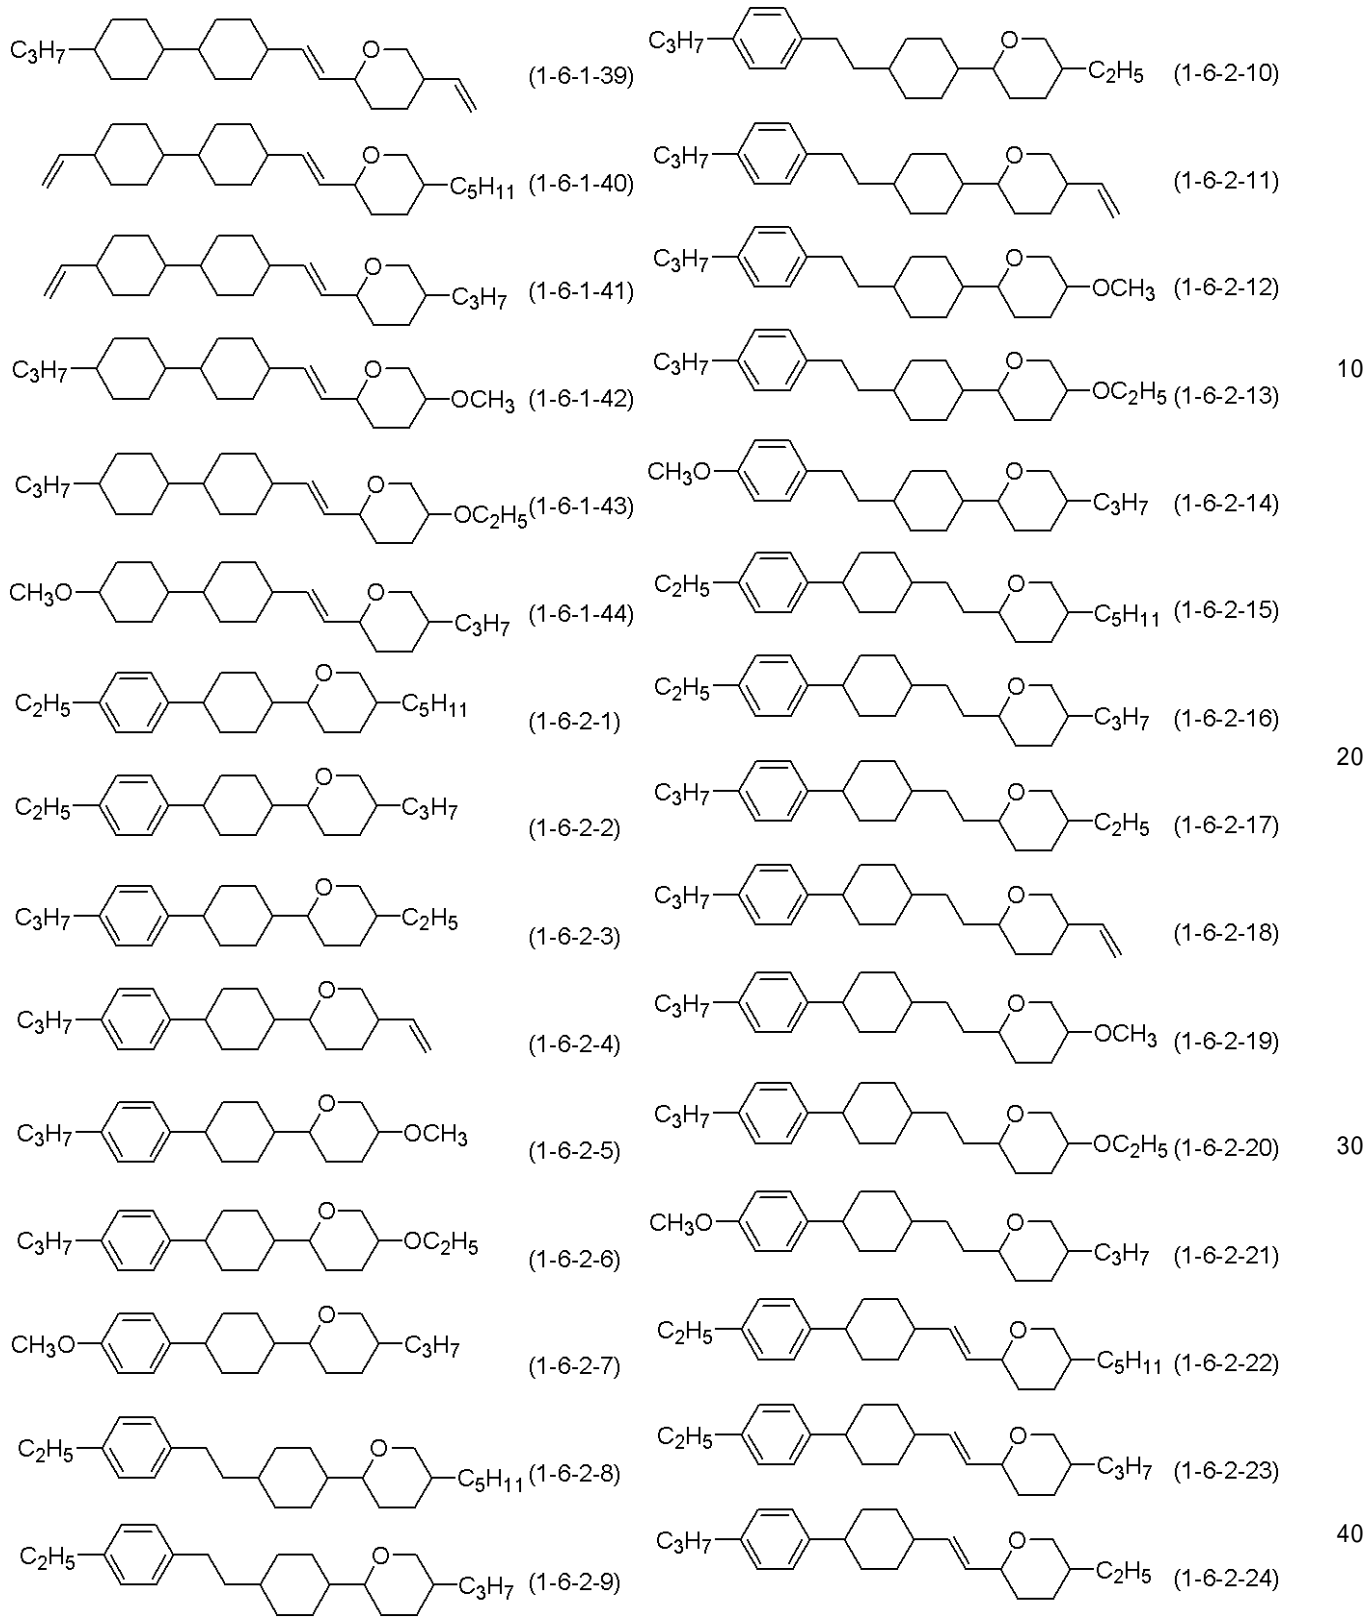 C3H7 O (1-6-1-39)
O C5H11 (1-6-1-40)
O C3H7 (1-6-1-41)
C3H7 O OCH3 (1-6-1-42)
C3H7 O OC2H5 (1-6-1-43)
CH3O O C3H7 (1-6-1-44)
C2H5 O C5H11 (1-6-2-1)
C2H5 O C3H7 (1-6-2-2)
C3H7 O C2H5 (1-6-2-3)
C3H7 O (1-6-2-4)
C3H7 O OCH3 (1-6-2-5)
C3H7 O OC2H5 (1-6-2-6)
CH3O O C3H7 (1-6-2-7)
C2H5 O C5H11 (1-6-2-8)
C2H5 O C3H7 (1-6-2-9)
C3H7 O C2H5 (1-6-2-10)
C3H7 O (1-6-2-11)
C3H7 O OCH3 (1-6-2-12)
C3H7 O OC2H5 (1-6-2-13)
CH3O O C3H7 (1-6-2-14)
C2H5 O C5H11 (1-6-2-15)
C2H5 O C3H7 (1-6-2-16)
C3H7 O C2H5 (1-6-2-17)
C3H7 O (1-6-2-18)
C3H7 O OCH3 (1-6-2-19)
C3H7 O OC2H5 (1-6-2-20)
CH3O O C3H7 (1-6-2-21)
C2H5 O C5H11 (1-6-2-22)
C2H5 O C3H7 (1-6-2-23)
C3H7 O C2H5 (1-6-2-24)
10
20
30
40